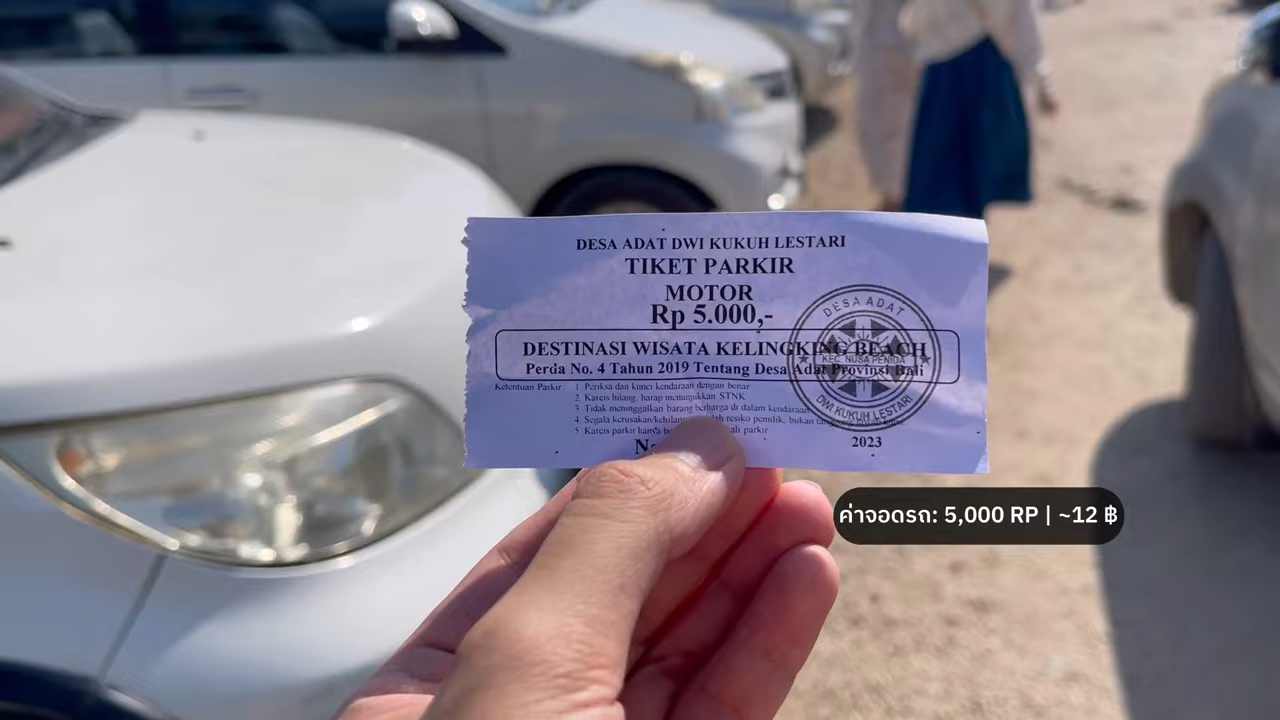 DESA ADAT DWI KUKUH LESTARI
TIKET PARKIR
MOTOR
Rp 5.000,-
DESTINASI WISATA KELINGKING BEACH
Perda No. 4 Tahun 2019 Tentang Desa Adat Provinsi Bali
Ketentuan Parkir : 1 Periksa dan kunci kendaraan dengan benar
2. Karcis hilang, harap menunjukkan STNK
3 Tidak meninggalkan barang berharga di dalam kendaraan
4 Segala kerusakan/kehilangan resiko pemilik, bukan
5 Karcis parkir hanya parkir
2023
DESA ADAT
KEC. NUSA PENIDA
DWI KUKUH LESTARI
ค่าจอดรถ: 5,000 RP | ~12 ฿